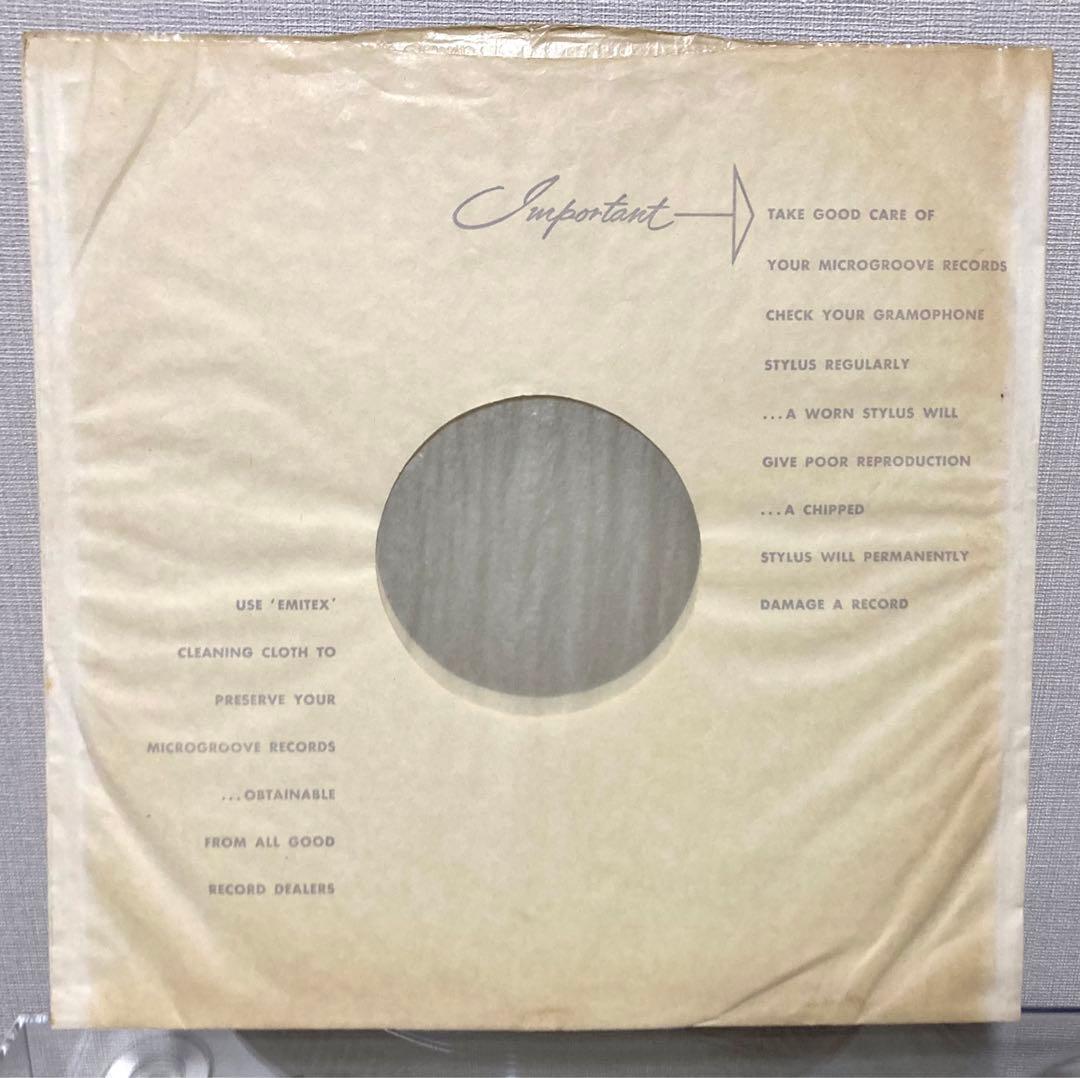 Important
TAKE GOOD CARE OF
YOUR MICROGROOVE RECORDS
CHECK YOUR GRAMOPHONE
STYLUS REGULARLY
...A WORN STYLUS WILL
GIVE POOR REPRODUCTION
...A CHIPPED
STYLUS WILL PERMANENTLY
DAMAGE A RECORD
USE ‘EMITEX’
CLEANING CLOTH TO
PRESERVE YOUR
MICROGROOVE RECORDS
...OBTAINABLE
FROM ALL GOOD
RECORD DEALERS